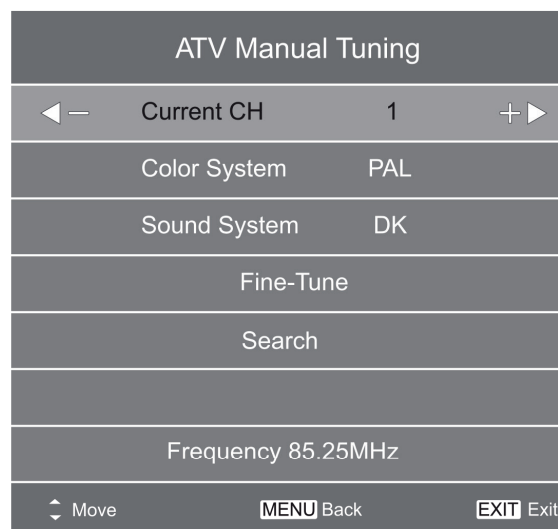 ATV Manual Tuning
Current CH 1
Color System PAL
Sound System DK
Fine-Tune
Search
Frequency 85.25MHz
Move MENU Back EXIT Exit